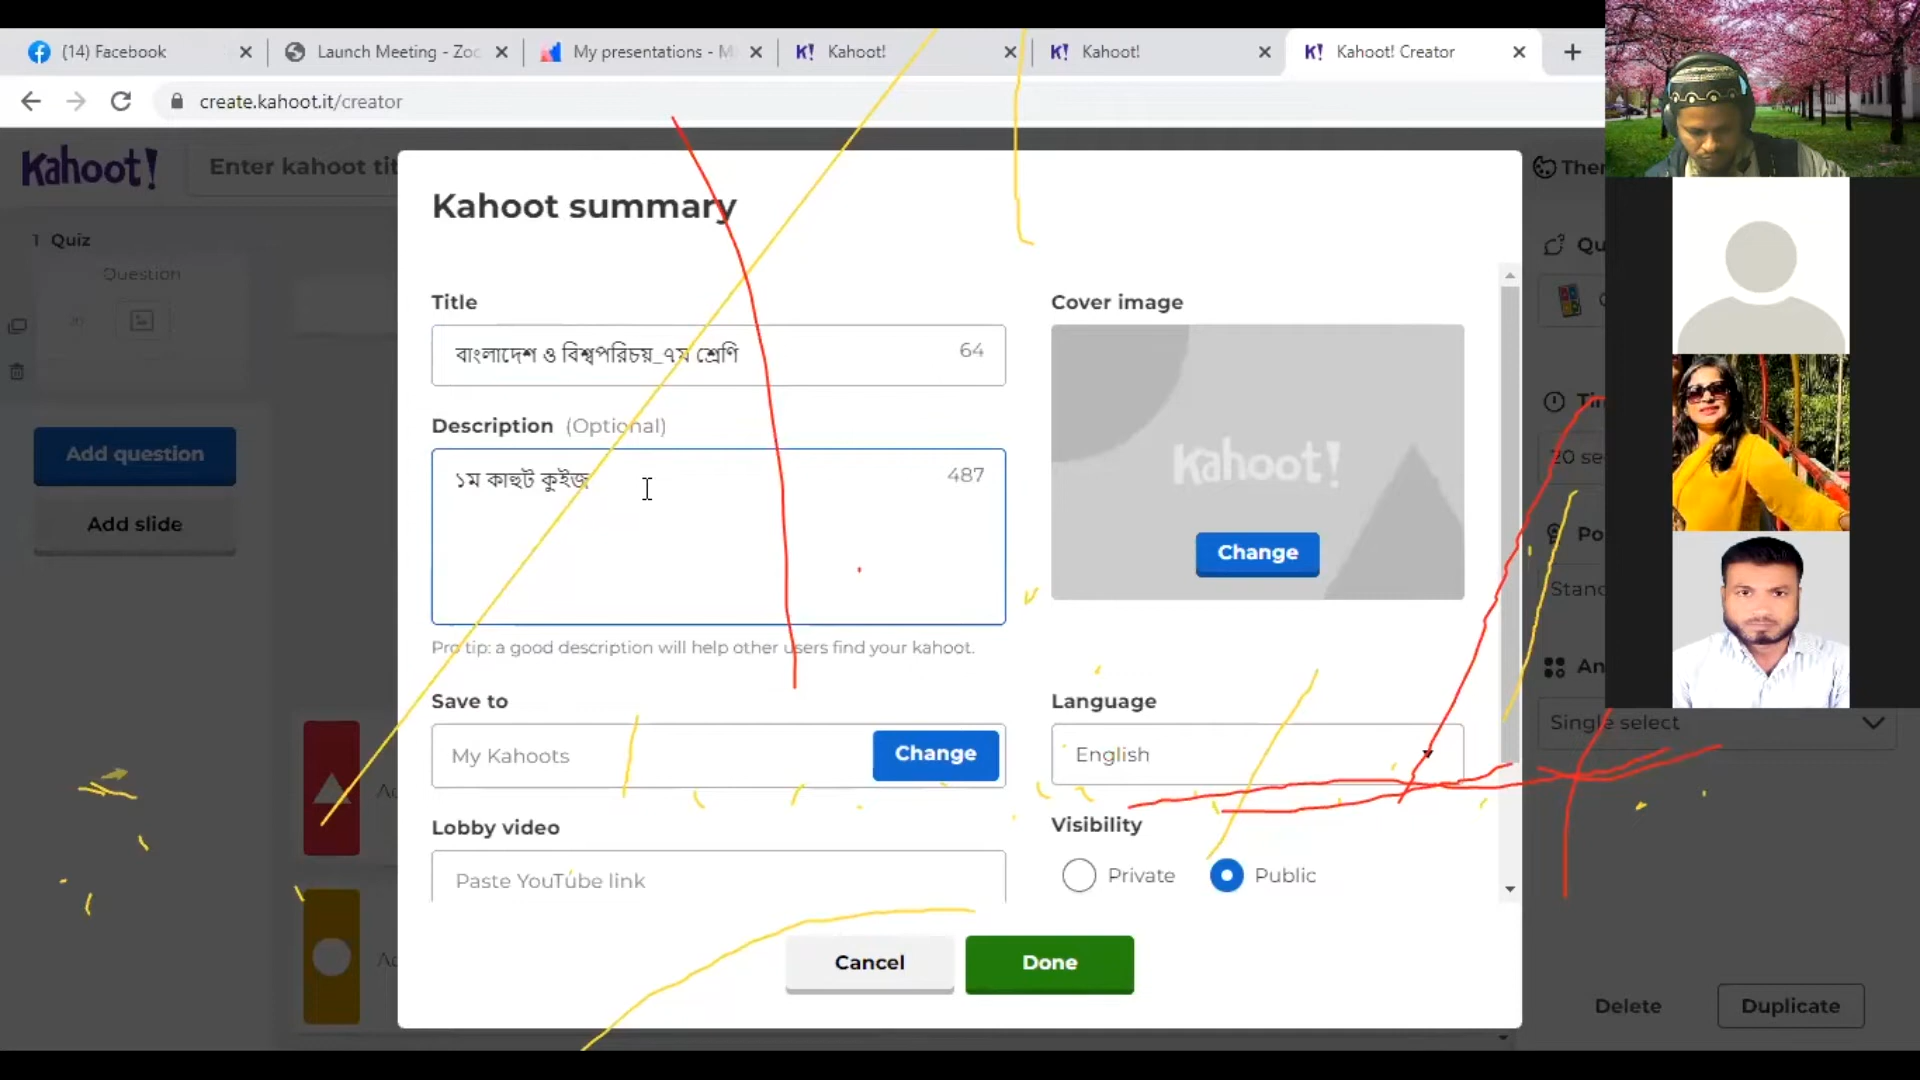 (14) Facebook
Launch Meeting - Zoo
My presentations - M
Kahoot!
Kahoot!
Kahoot! Creator
create.kahoot.it/creator
Kahoot!
Enter kahoot tit
Kahoot summary
1 Quiz
Question
Add question
Add slide
Title
বাংলাদেশ ও বিশ্বপরিচয়_৭ম শ্রেণি
64
Description (Optional)
১ম কাহুট কুইজ
487
Pro tip: a good description will help other users find your kahoot.
Save to
My Kahoots
Change
Lobby video
Paste YouTube link
Cover image
Kahoot!
Change
Language
English
Visibility
Private
Public
Cancel
Done
Single select
Delete
Duplicate